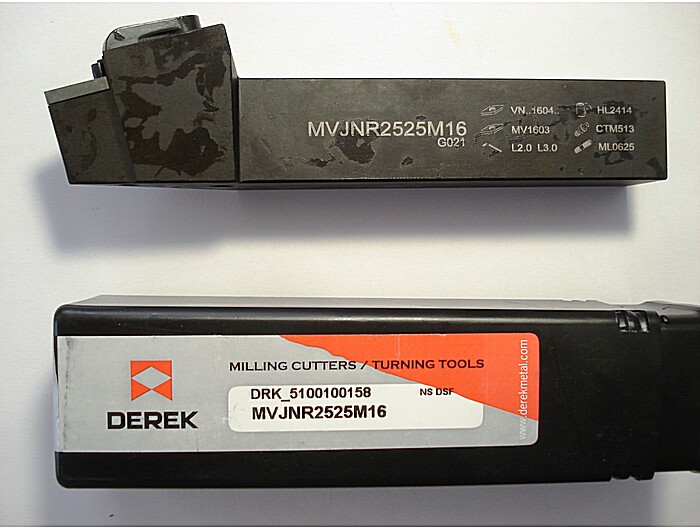 MVJNR2525M16
G021
VN..1604..
HL2414
MV1603
CTM513
L2.0 L3.0
ML0625
MILLING CUTTERS / TURNING TOOLS
DRK_5100100158 NS DSF
MVJNR2525M16
DEREK
www.derekmetal.com